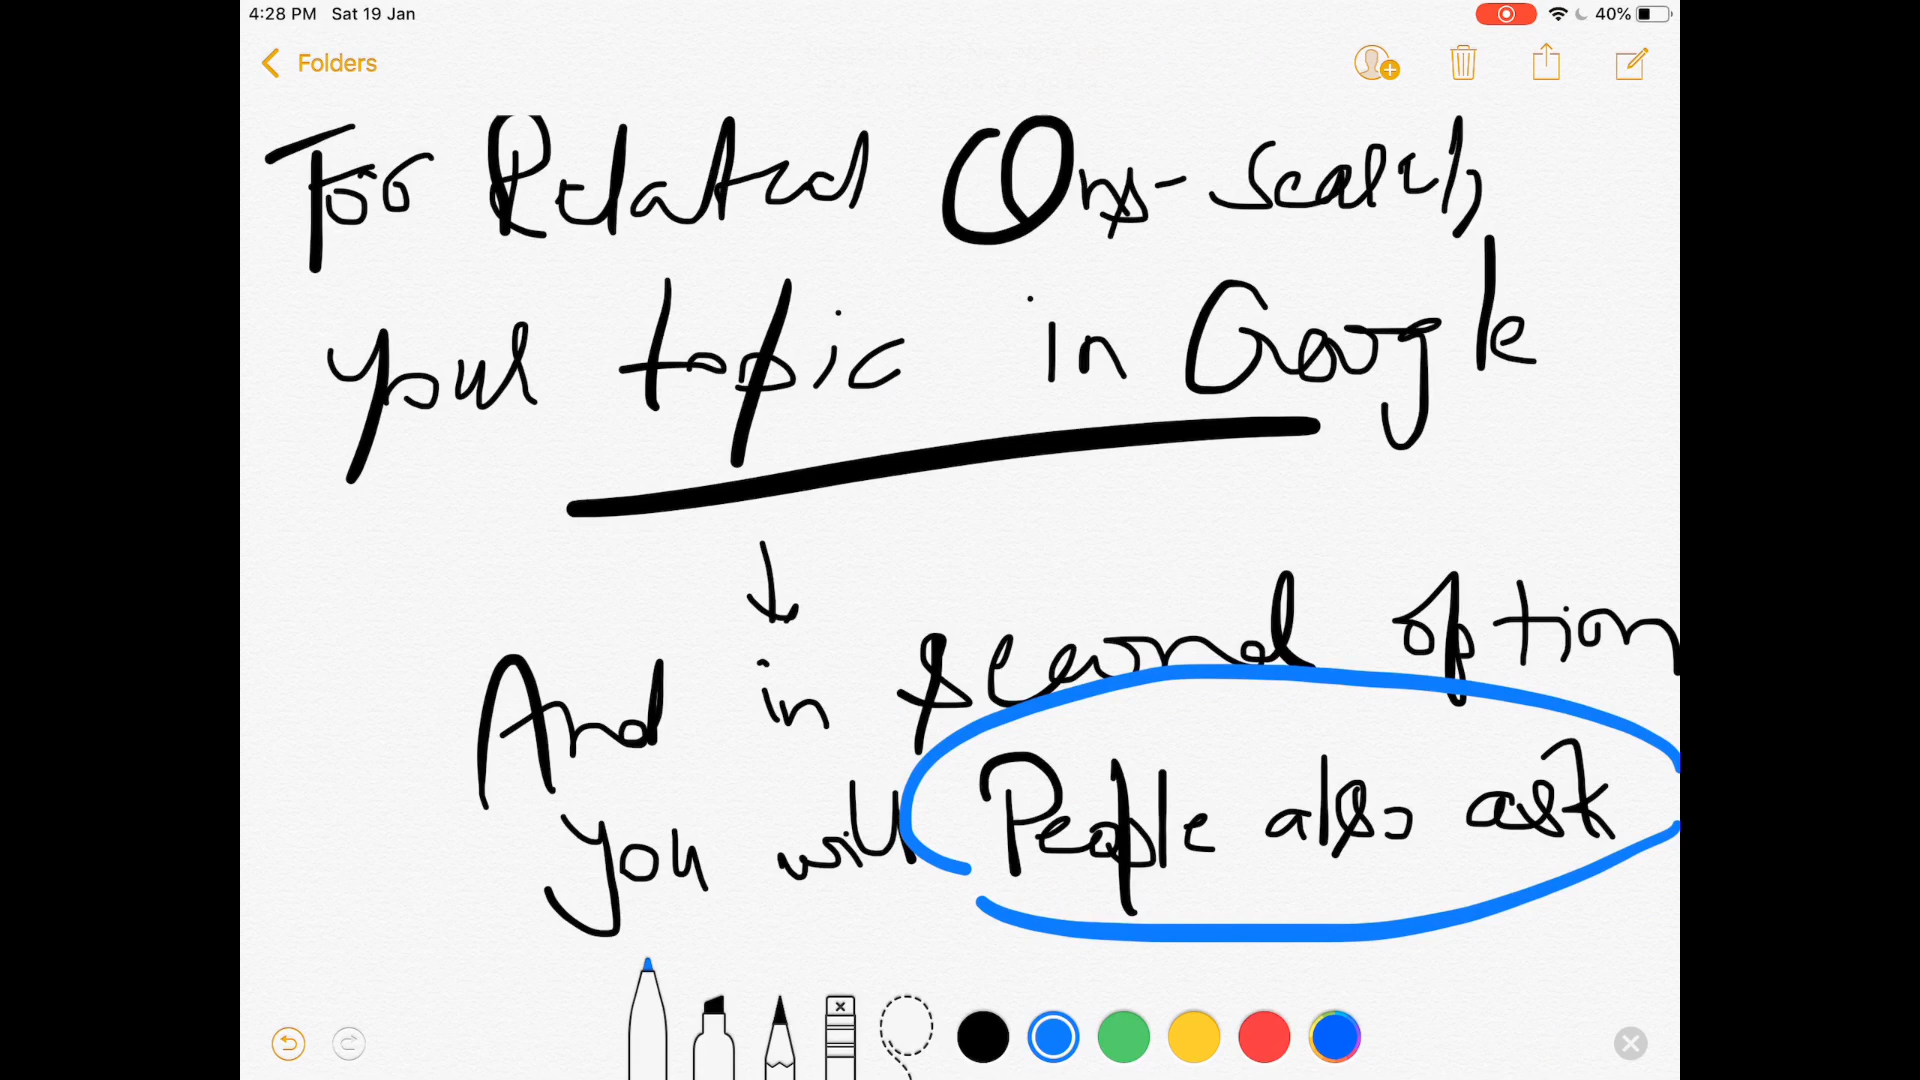 4:28 PM Sat 19 Jan 40%
Folders
For Related Qns - search
your topic in Google
And in second option
you will People also ask